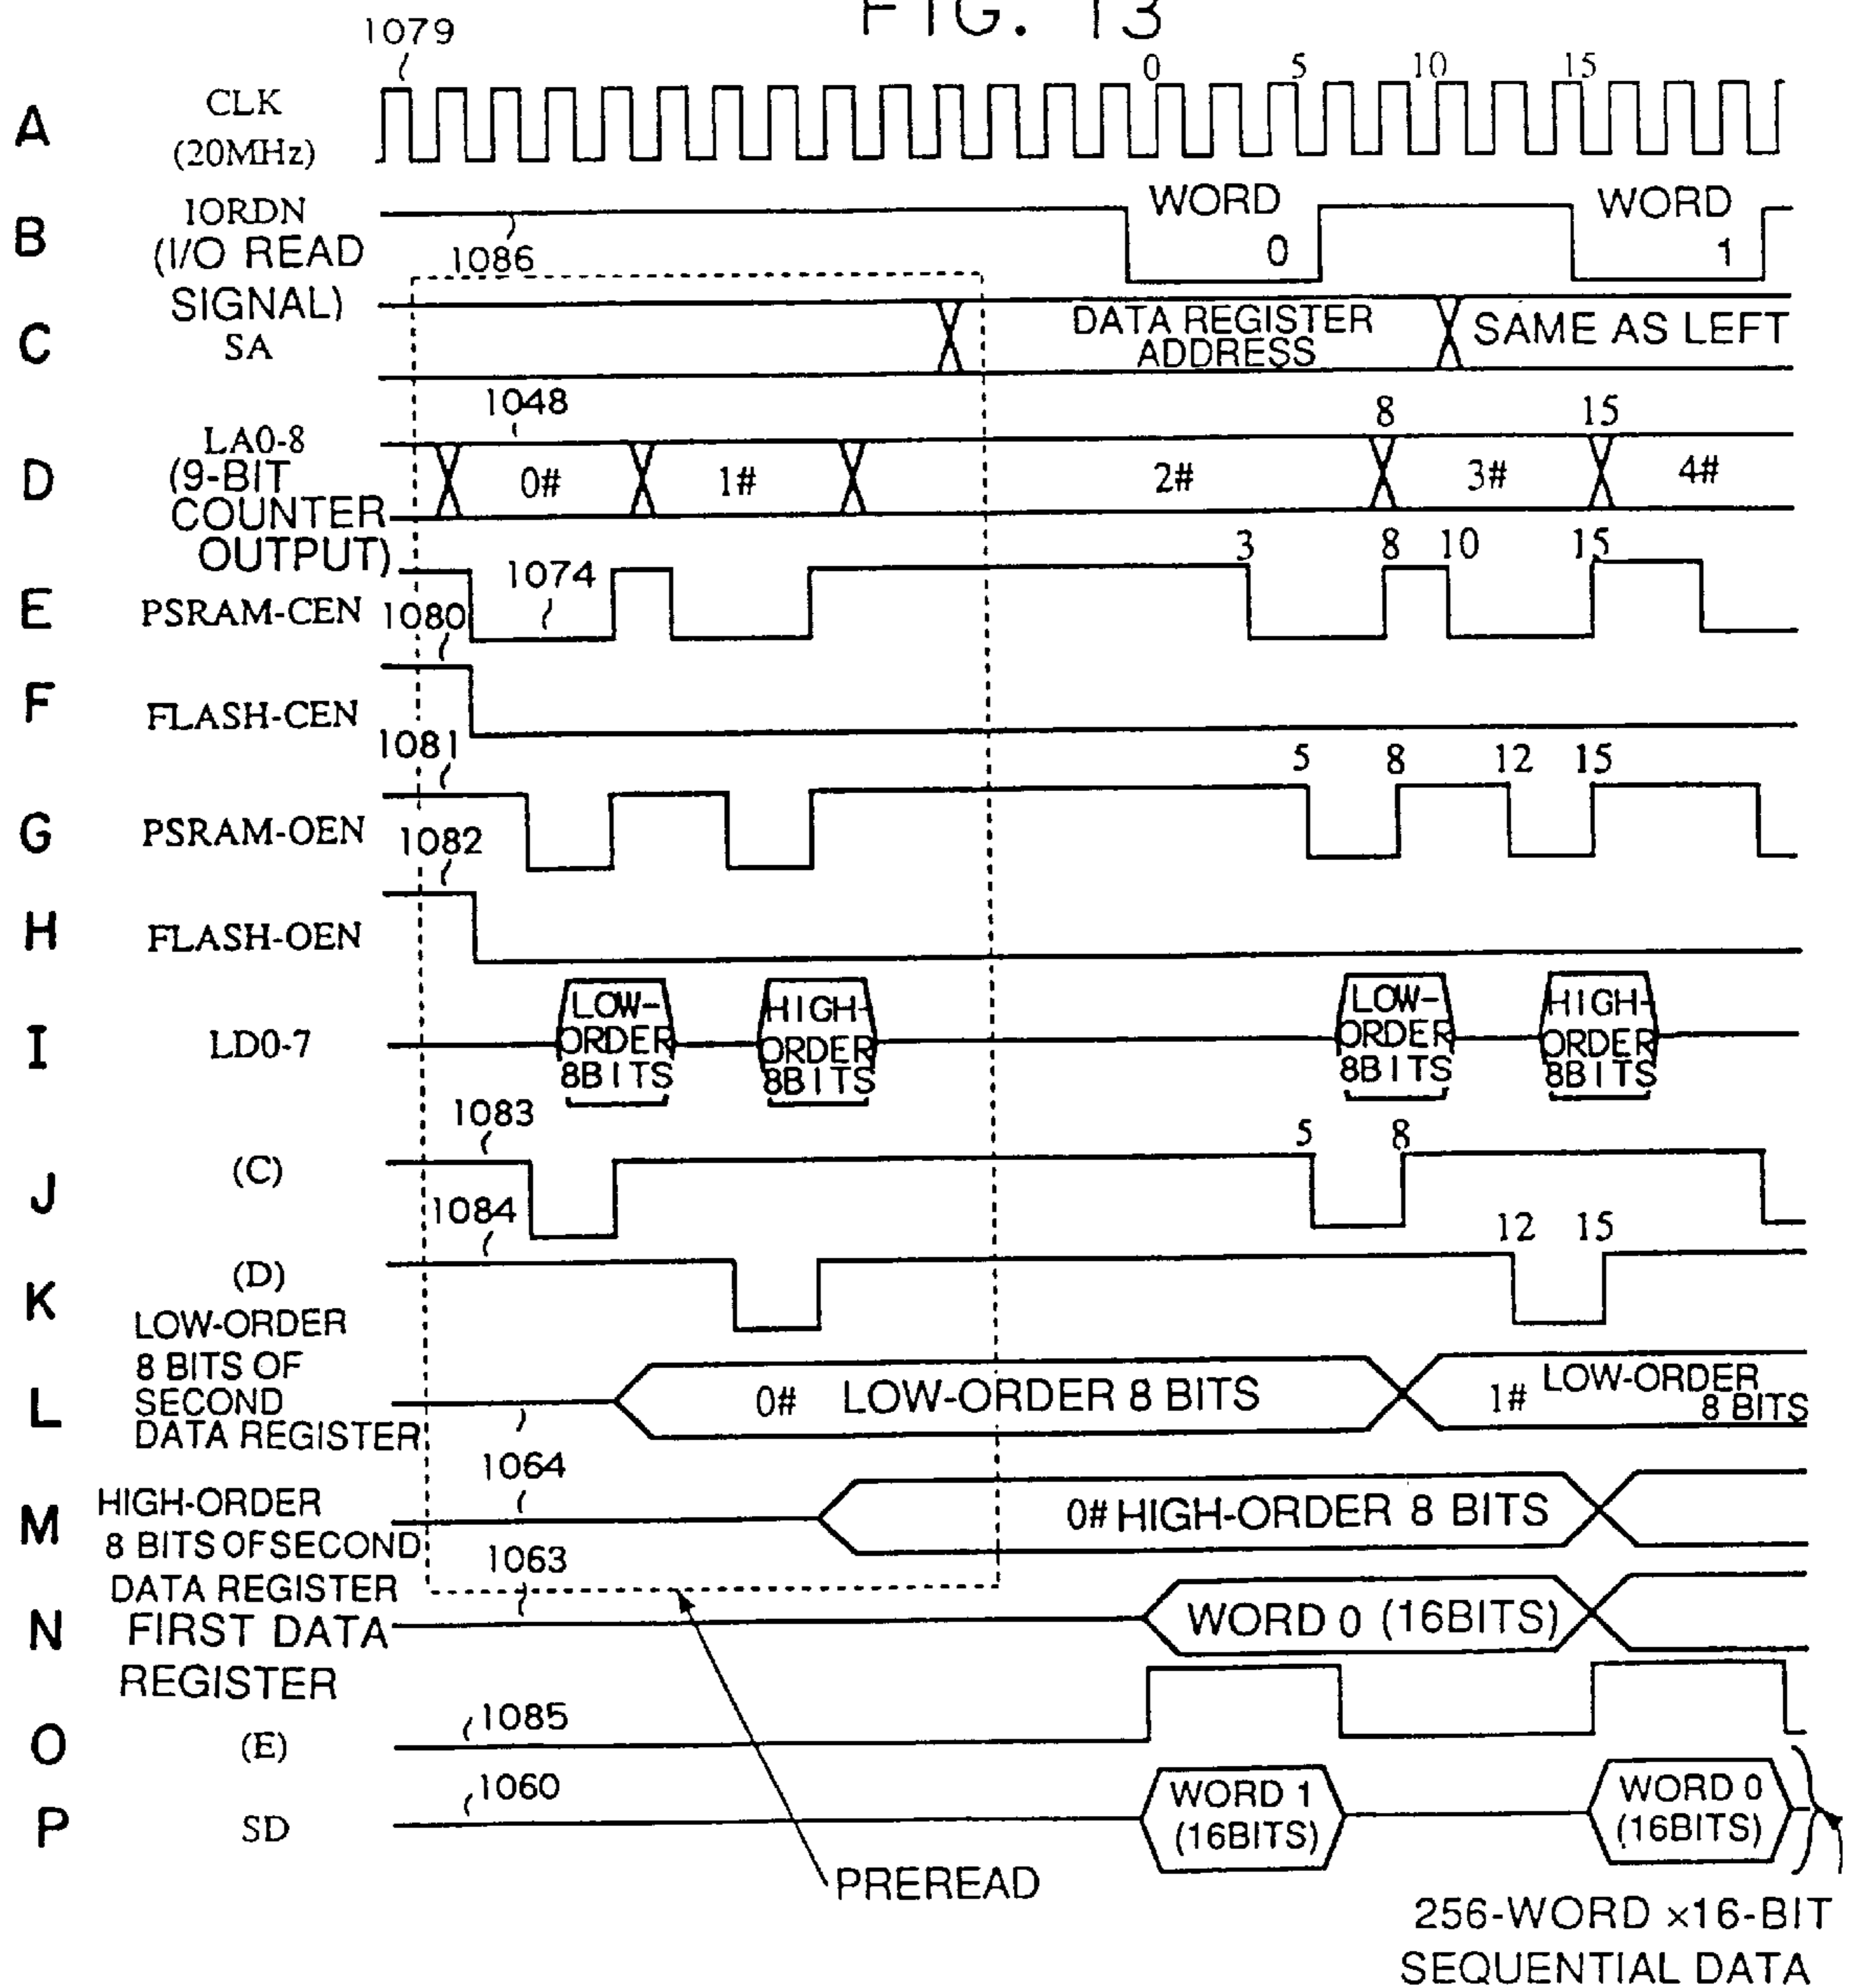 FIG. 13
1079
0 5 10 15
A CLK
(20MHz)
B IORDN
(I/O READ
SIGNAL)
1086
WORD
0
WORD
1
C SA
DATA REGISTER
ADDRESS
SAME AS LEFT
1048
8 15
D LA0-8
(9-BIT
COUNTER
OUTPUT)
0# 1# 2# 3# 4#
3 8 10 15
1074
E PSRAM-CEN
1080
F FLASH-CEN
1081
5 8 12 15
G PSRAM-OEN
1082
H FLASH-OEN
I LD0-7
LOW-
ORDER
8BITS
HIGH-
ORDER
8BITS
LOW-
ORDER
8BITS
HIGH-
ORDER
8BITS
1083
5 8
J (C)
1084
12 15
K (D)
L LOW-ORDER
8 BITS OF
SECOND
DATA REGISTER
0# LOW-ORDER 8 BITS
1# LOW-ORDER
8 BITS
1064
M HIGH-ORDER
8 BITS OF SECOND
DATA REGISTER
0# HIGH-ORDER 8 BITS
1063
N FIRST DATA
REGISTER
WORD 0 (16BITS)
1085
O (E)
1060
P SD
WORD 1
(16BITS)
WORD 0
(16BITS)
PREREAD
256-WORD ×16-BIT
SEQUENTIAL DATA